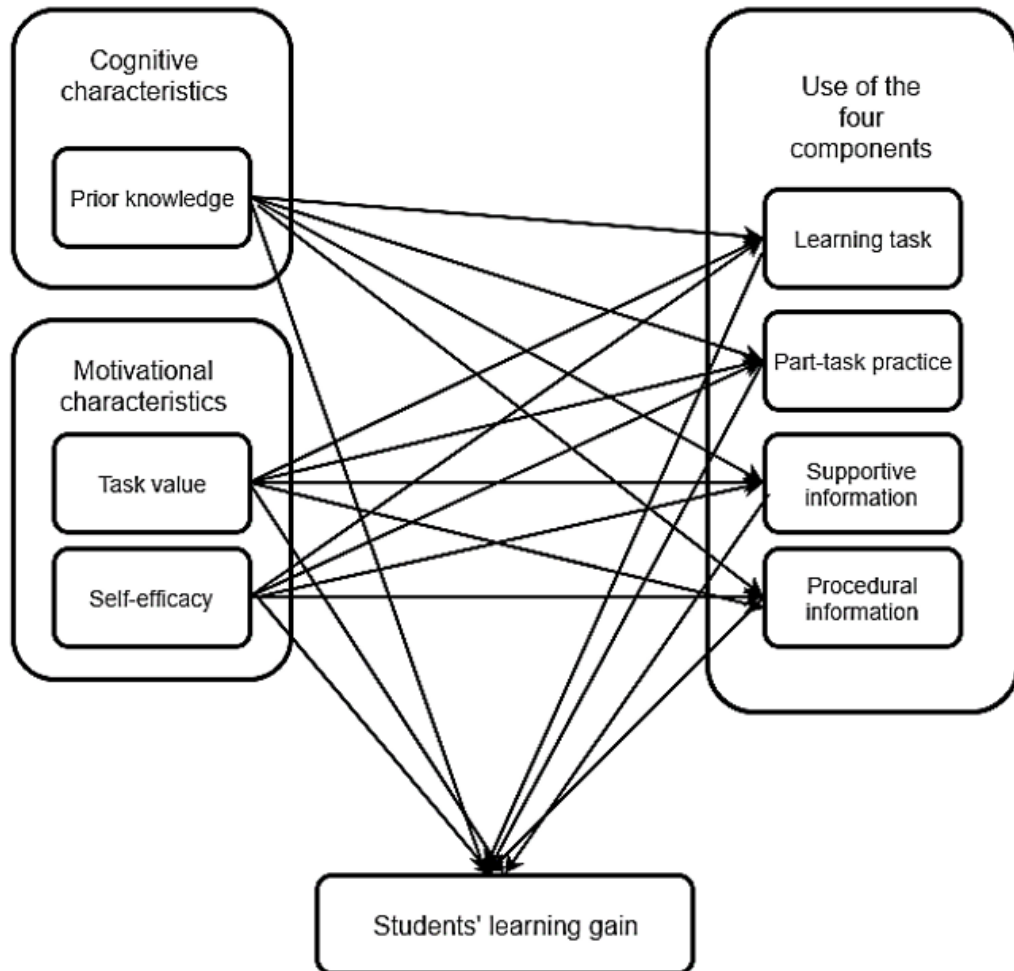 Cognitive
characteristics
Prior knowledge
Motivational
characteristics
Task value
Self-efficacy
Use of the
four
components
Learning task
Part-task practice
Supportive
information
Procedural
information
Students' learning gain